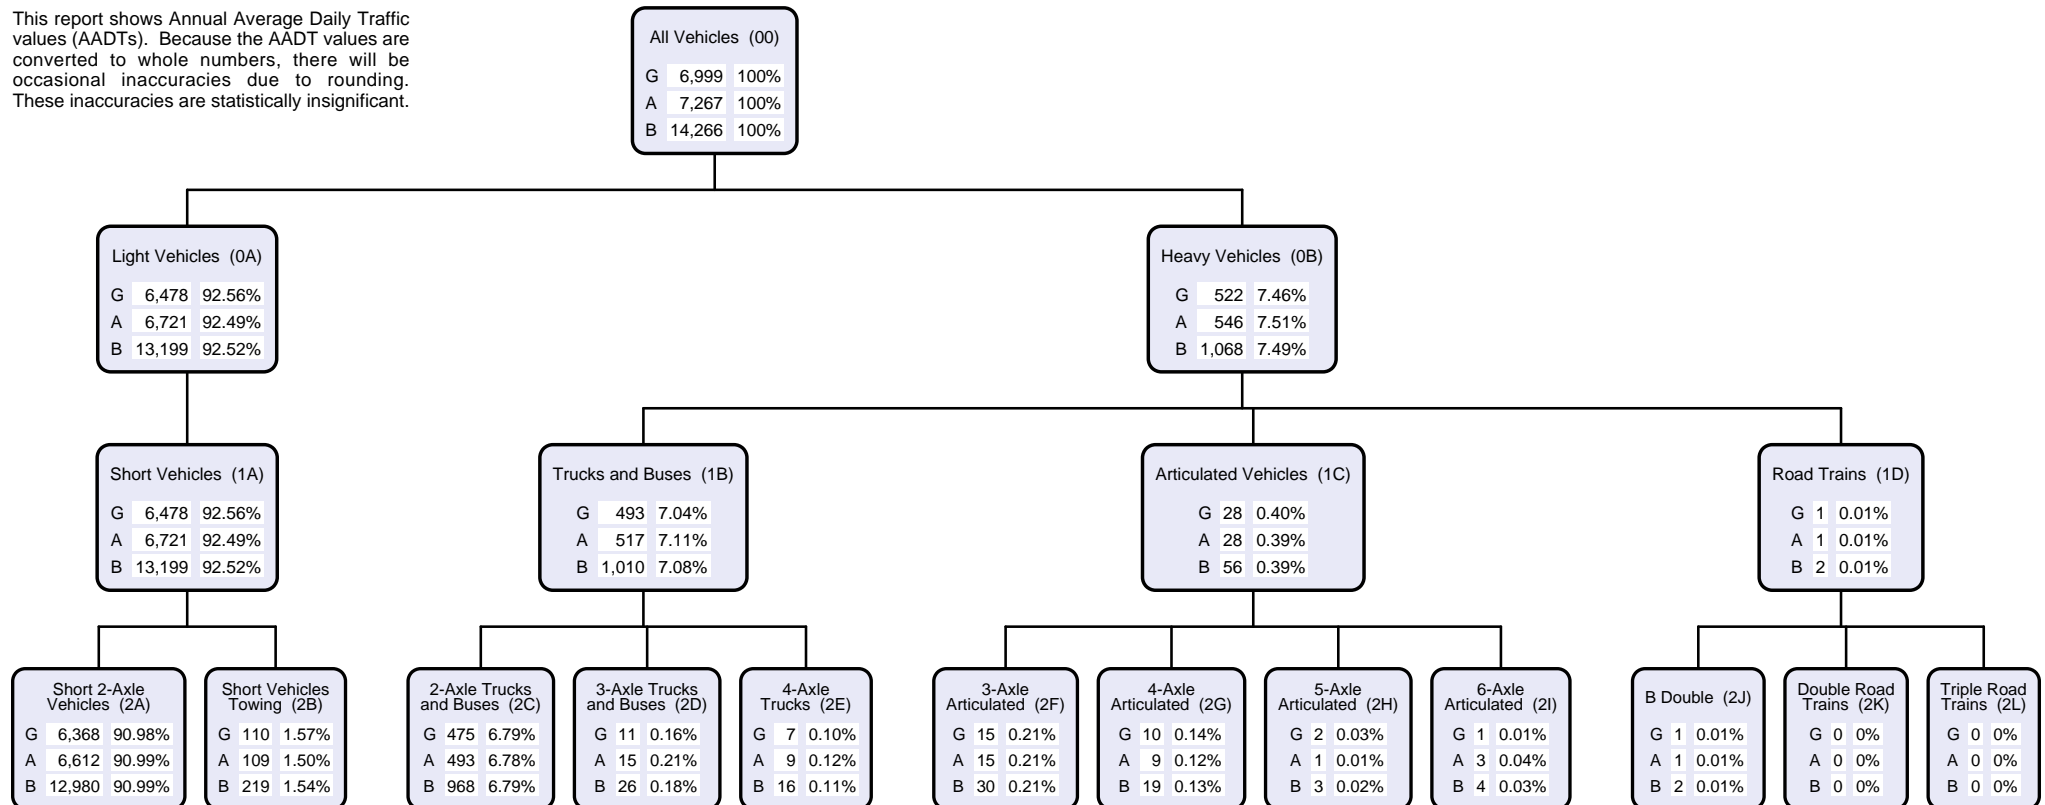 This report shows Annual Average Daily Traffic
values (AADTs).  Because the AADT values are
converted to whole numbers, there will be
occasional inaccuracies due to rounding.
These inaccuracies are statistically insignificant.
All Vehicles (00)
G 6,999 100%
A 7,267 100%
B 14,266 100%
Light Vehicles (0A)
G 6,478 92.56%
A 6,721 92.49%
B 13,199 92.52%
Heavy Vehicles (0B)
G 522 7.46%
A 546 7.51%
B 1,068 7.49%
Short Vehicles (1A)
G 6,478 92.56%
A 6,721 92.49%
B 13,199 92.52%
Trucks and Buses (1B)
G 493 7.04%
A 517 7.11%
B 1,010 7.08%
Articulated Vehicles (1C)
G 28 0.40%
A 28 0.39%
B 56 0.39%
Road Trains (1D)
G 1 0.01%
A 1 0.01%
B 2 0.01%
Short 2-Axle
Vehicles (2A)
G 6,368 90.98%
A 6,612 90.99%
B 12,980 90.99%
Short Vehicles
Towing (2B)
G 110 1.57%
A 109 1.50%
B 219 1.54%
2-Axle Trucks
and Buses (2C)
G 475 6.79%
A 493 6.78%
B 968 6.79%
3-Axle Trucks
and Buses (2D)
G 11 0.16%
A 15 0.21%
B 26 0.18%
4-Axle
Trucks (2E)
G 7 0.10%
A 9 0.12%
B 16 0.11%
3-Axle
Articulated (2F)
G 15 0.21%
A 15 0.21%
B 30 0.21%
4-Axle
Articulated (2G)
G 10 0.14%
A 9 0.12%
B 19 0.13%
5-Axle
Articulated (2H)
G 2 0.03%
A 1 0.01%
B 3 0.02%
6-Axle
Articulated (2I)
G 1 0.01%
A 3 0.04%
B 4 0.03%
B Double (2J)
G 1 0.01%
A 1 0.01%
B 2 0.01%
Double Road
Trains (2K)
G 0 0%
A 0 0%
B 0 0%
Triple Road
Trains (2L)
G 0 0%
A 0 0%
B 0 0%